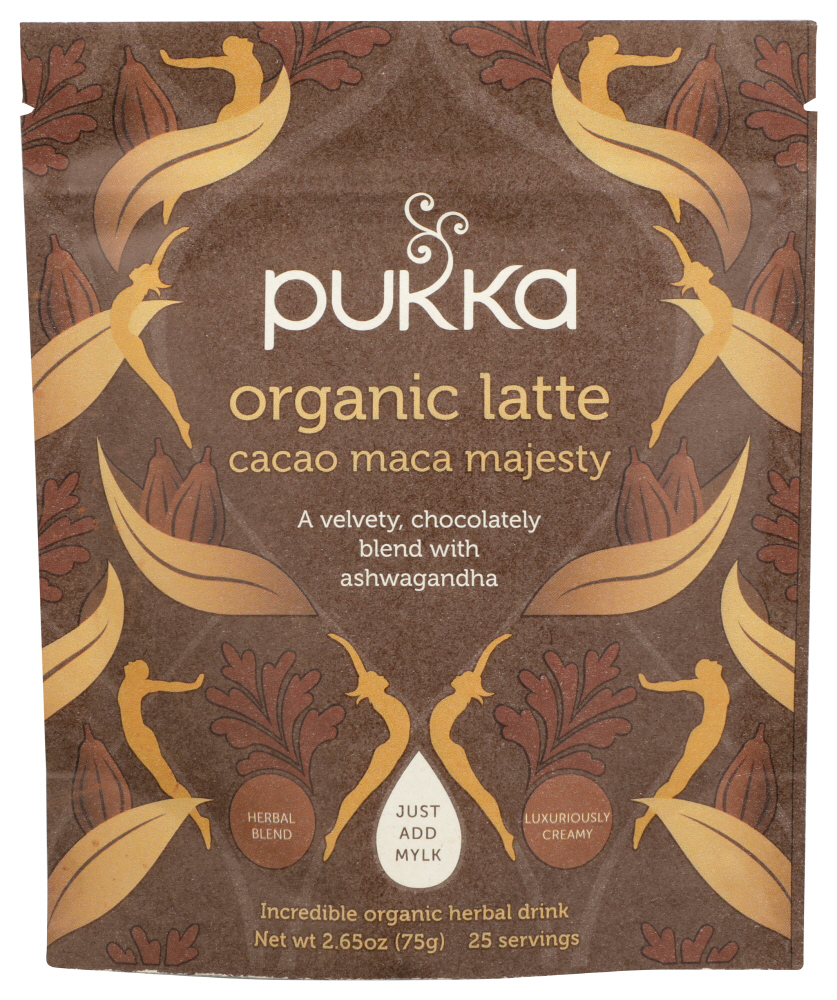 pukka
organic latte
cacao maca majesty
A velvety, chocolately
blend with
ashwagandha
HERBAL
BLEND
JUST
ADD
MYLK
LUXURIOUSLY
CREAMY
Incredible organic herbal drink
Net wt 2.65oz (75g) 25 servings